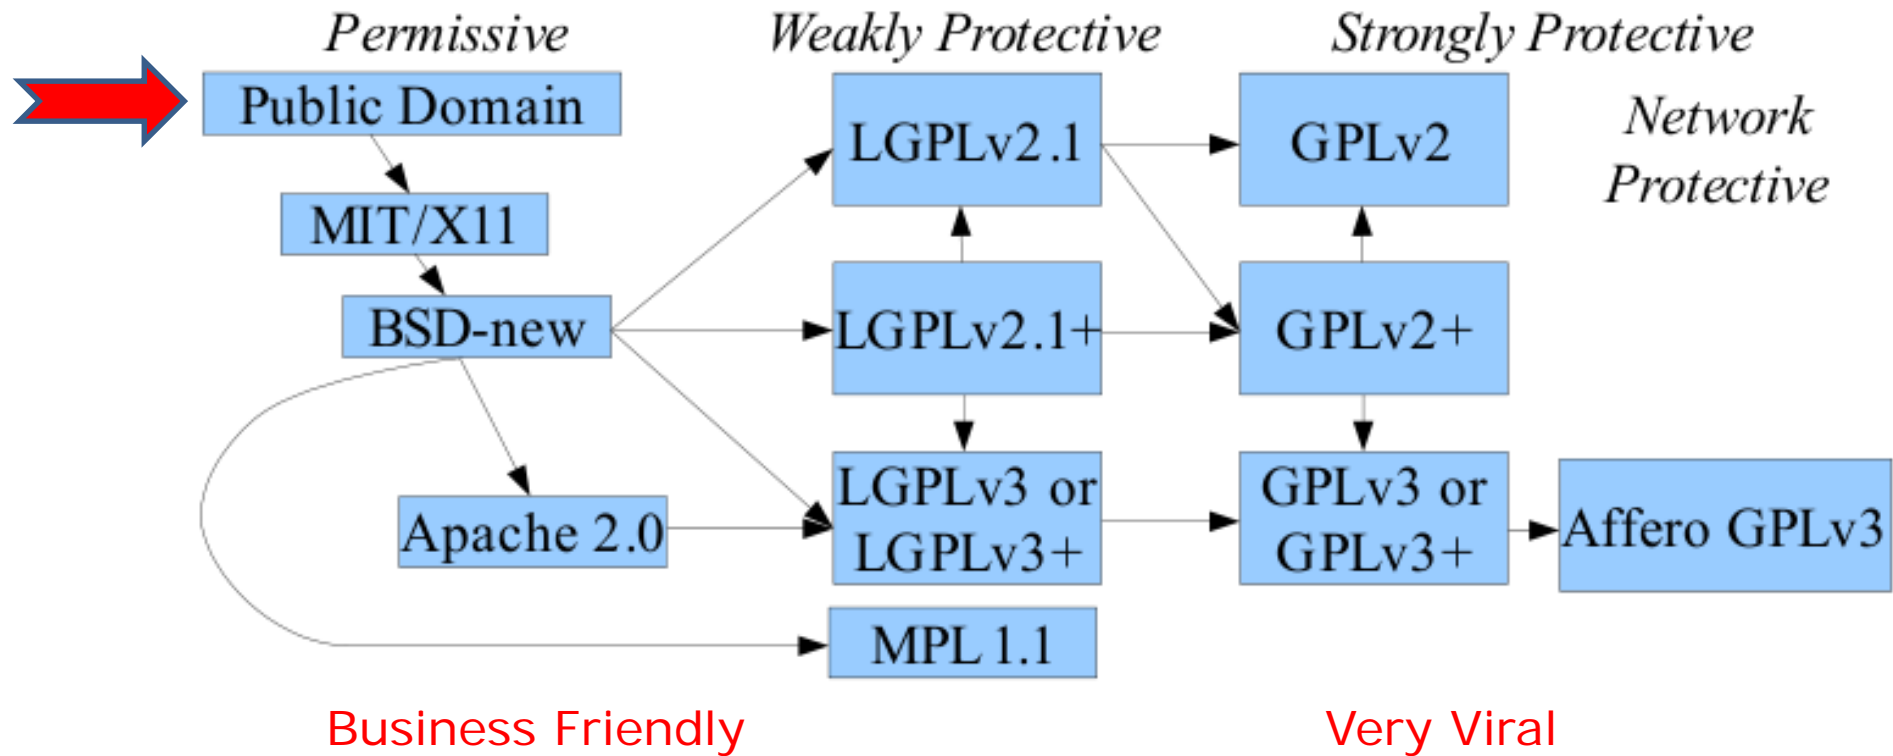 Permissive
Weakly Protective
Strongly Protective
Network
Protective
Public Domain
MIT/X11
BSD-new
Apache 2.0
LGPLv2.1
LGPLv2.1+
LGPLv3 or
LGPLv3+
MPL 1.1
GPLv2
GPLv2+
GPLv3 or
GPLv3+
Affero GPLv3
Business Friendly
Very Viral